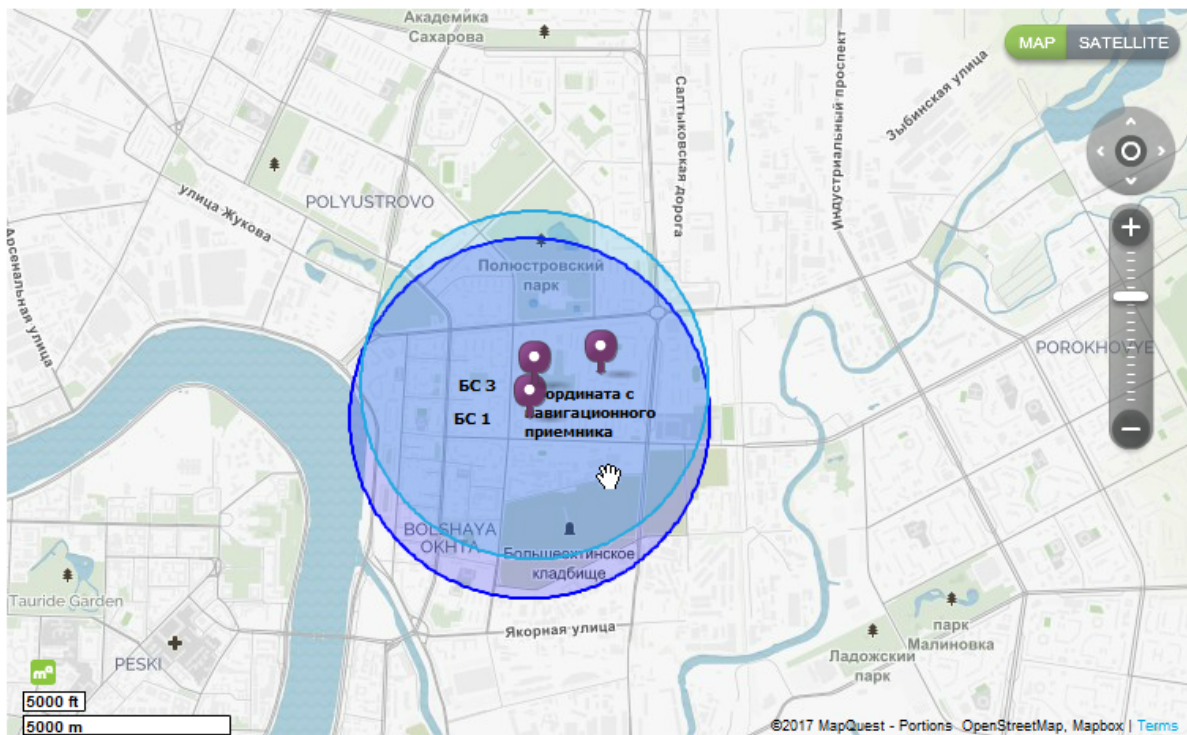 Академика
Сахарова
MAP
SATELLITE
Салтыковская дорога
Индустриальный проспект
Зыбинская улица
POLYUSTROVO
улица Жукова
Арсенальная улица
Полюстровский
парк
POROKHOVYE
БС 3
ордината с
навигационного
БС 1
приемника
BOLSHAYA
OKHTA
Большеохтинское
кладбище
Tauride Garden
Якорная улица
парк
Малиновка
Ладожский
парк
PESKI
mq
5000 ft
5000 m
©2017 MapQuest - Portions OpenStreetMap, Mapbox | Terms